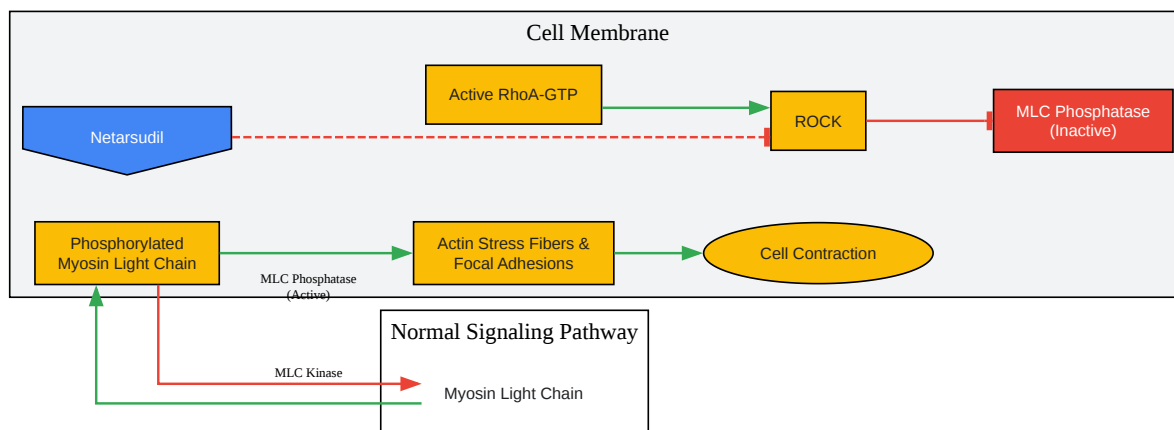 Cell Membrane
Active RhoA-GTP
Netarsudil
ROCK
MLC Phosphatase
(Inactive)
Phosphorylated
Myosin Light Chain
Actin Stress Fibers &
Focal Adhesions
Cell Contraction
MLC Phosphatase
(Active)
Normal Signaling Pathway
MLC Kinase
Myosin Light Chain